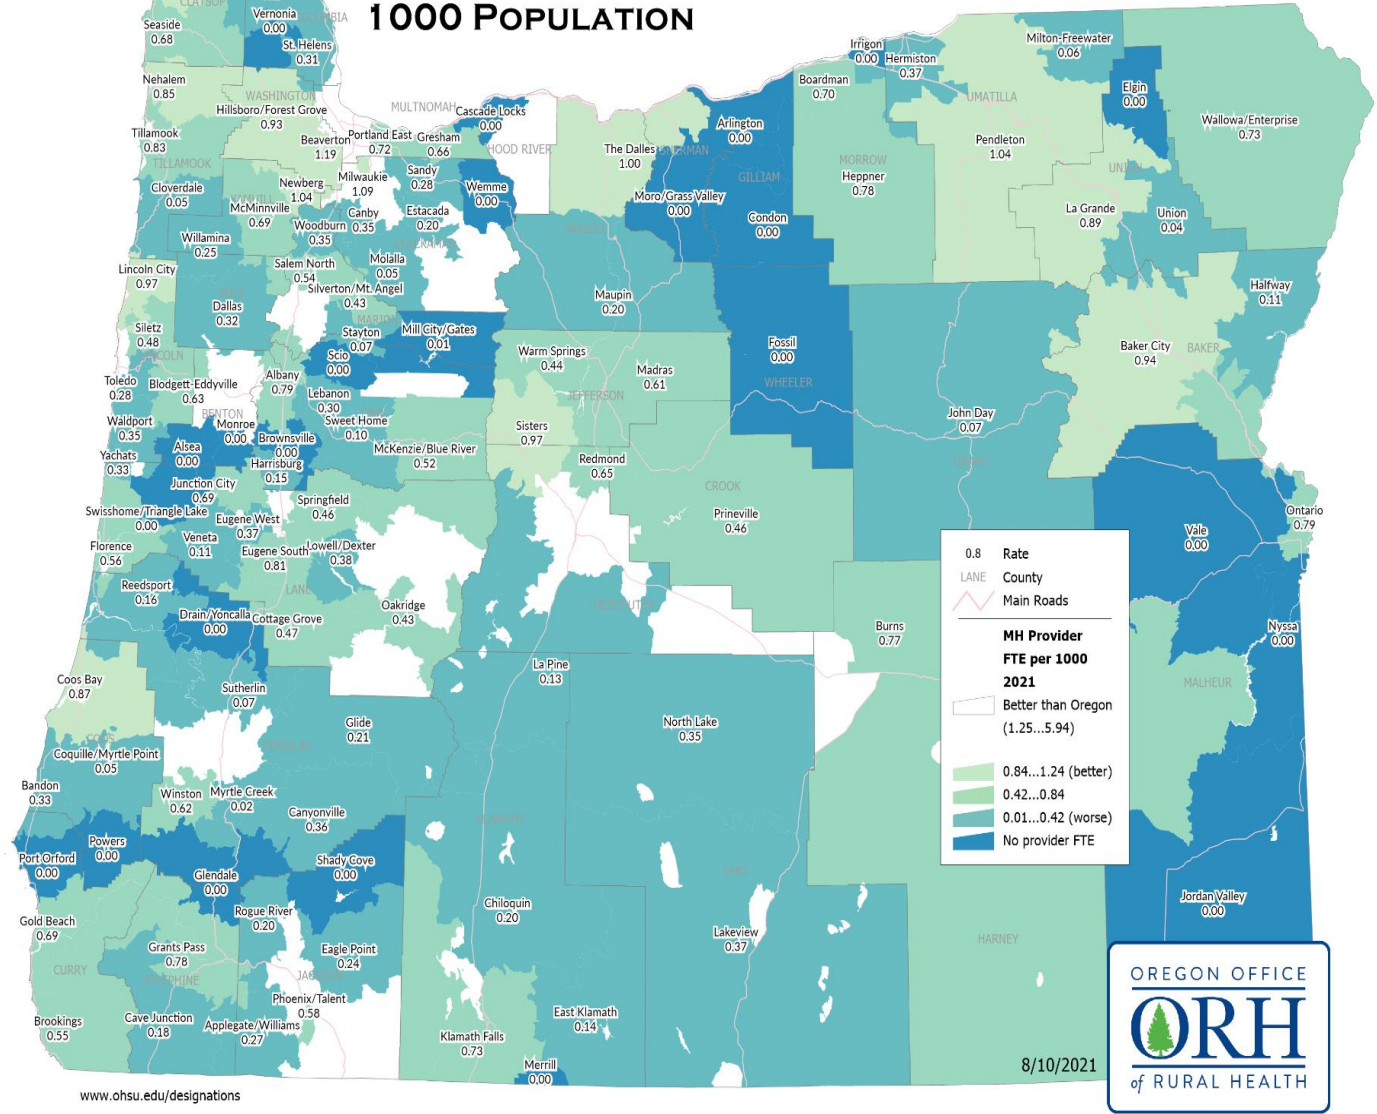 1000 POPULATION
CLATSOP
Seaside
0.68
Vernonia
0.00
St. Helens
0.31
Nehalem
0.85
WASHINGTON
Hillsboro/Forest Grove
0.93
Beaverton
1.19
MULTNOMAH
Cascade Locks
0.00
Portland East
0.72
Gresham
0.66
HOOD RIVER
Tillamook
0.83
TILLAMOOK
Cloverdale
0.05
Newberg
1.04
McMinnville
0.69
Milwaukie
1.09
Sandy
0.28
Wemme
0.00
Canby
0.35
Estacada
0.20
Woodburn
0.35
Willamina
0.25
Molalla
0.05
Salem North
0.54
Silverton/Mt. Angel
0.43
Lincoln City
0.97
Dallas
0.32
Siletz
0.48
LINCOLN
MARION
Stayton
0.07
Mill City/Gates
0.01
Scio
0.00
Toledo
0.28
Blodgett-Eddyville
0.63
BENTON
Albany
0.79
Lebanon
0.30
Sweet Home
0.10
Waldport
0.35
Monroe
0.00
Brownsville
0.00
Alsea
0.00
Harrisburg
0.15
McKenzie/Blue River
0.52
Yachats
0.33
Junction City
0.69
Swisshome/Triangle Lake
0.00
Springfield
0.46
Eugene West
0.37
Veneta
0.11
Florence
0.56
Eugene South
0.81
Lowell/Dexter
0.38
LANE
Reedsport
0.16
Drain/Yoncalla
0.00
Cottage Grove
0.47
Oakridge
0.43
Coos Bay
0.87
Sutherlin
0.07
Glide
0.21
COOS
Coquille/Myrtle Point
0.05
Bandon
0.33
Winston
0.62
Myrtle Creek
0.02
Canyonville
0.36
Powers
0.00
Port Orford
0.00
Glendale
0.00
Shady Cove
0.00
Rogue River
0.20
Gold Beach
0.69
Grants Pass
0.78
Eagle Point
0.24
CURRY
JOSEPHINE
Phoenix/Talent
0.58
Brookings
0.55
Cave Junction
0.18
Applegate/Williams
0.27
The Dalles
1.00
SHERMAN
Arlington
0.00
GILLIAM
Moro/Grass Valley
0.00
Condon
0.00
Maupin
0.20
Warm Springs
0.44
JEFFERSON
Madras
0.61
Sisters
0.97
Redmond
0.65
CROOK
Prineville
0.46
Fossil
0.00
WHEELER
La Pine
0.13
North Lake
0.35
Chiloquin
0.20
Lakeview
0.37
East Klamath
0.14
Klamath Falls
0.73
Merrill
0.00
Irrigon
0.00
Hermiston
0.37
Boardman
0.70
Milton-Freewater
0.06
UMATILLA
Pendleton
1.04
MORROW
Heppner
0.78
Elgin
0.00
Wallowa/Enterprise
0.73
UNION
La Grande
0.89
Union
0.04
Halfway
0.11
Baker City
0.94
BAKER
John Day
0.07
Burns
0.77
HARNEY
Ontario
0.79
Vale
0.00
Nyssa
0.00
MALHEUR
Jordan Valley
0.00
0.8 Rate
LANE County
Main Roads
MH Provider
FTE per 1000
2021
Better than Oregon
(1.25...5.94)
0.84...1.24 (better)
0.42...0.84
0.01...0.42 (worse)
No provider FTE
8/10/2021
OREGON OFFICE
ORH
of RURAL HEALTH
www.ohsu.edu/designations